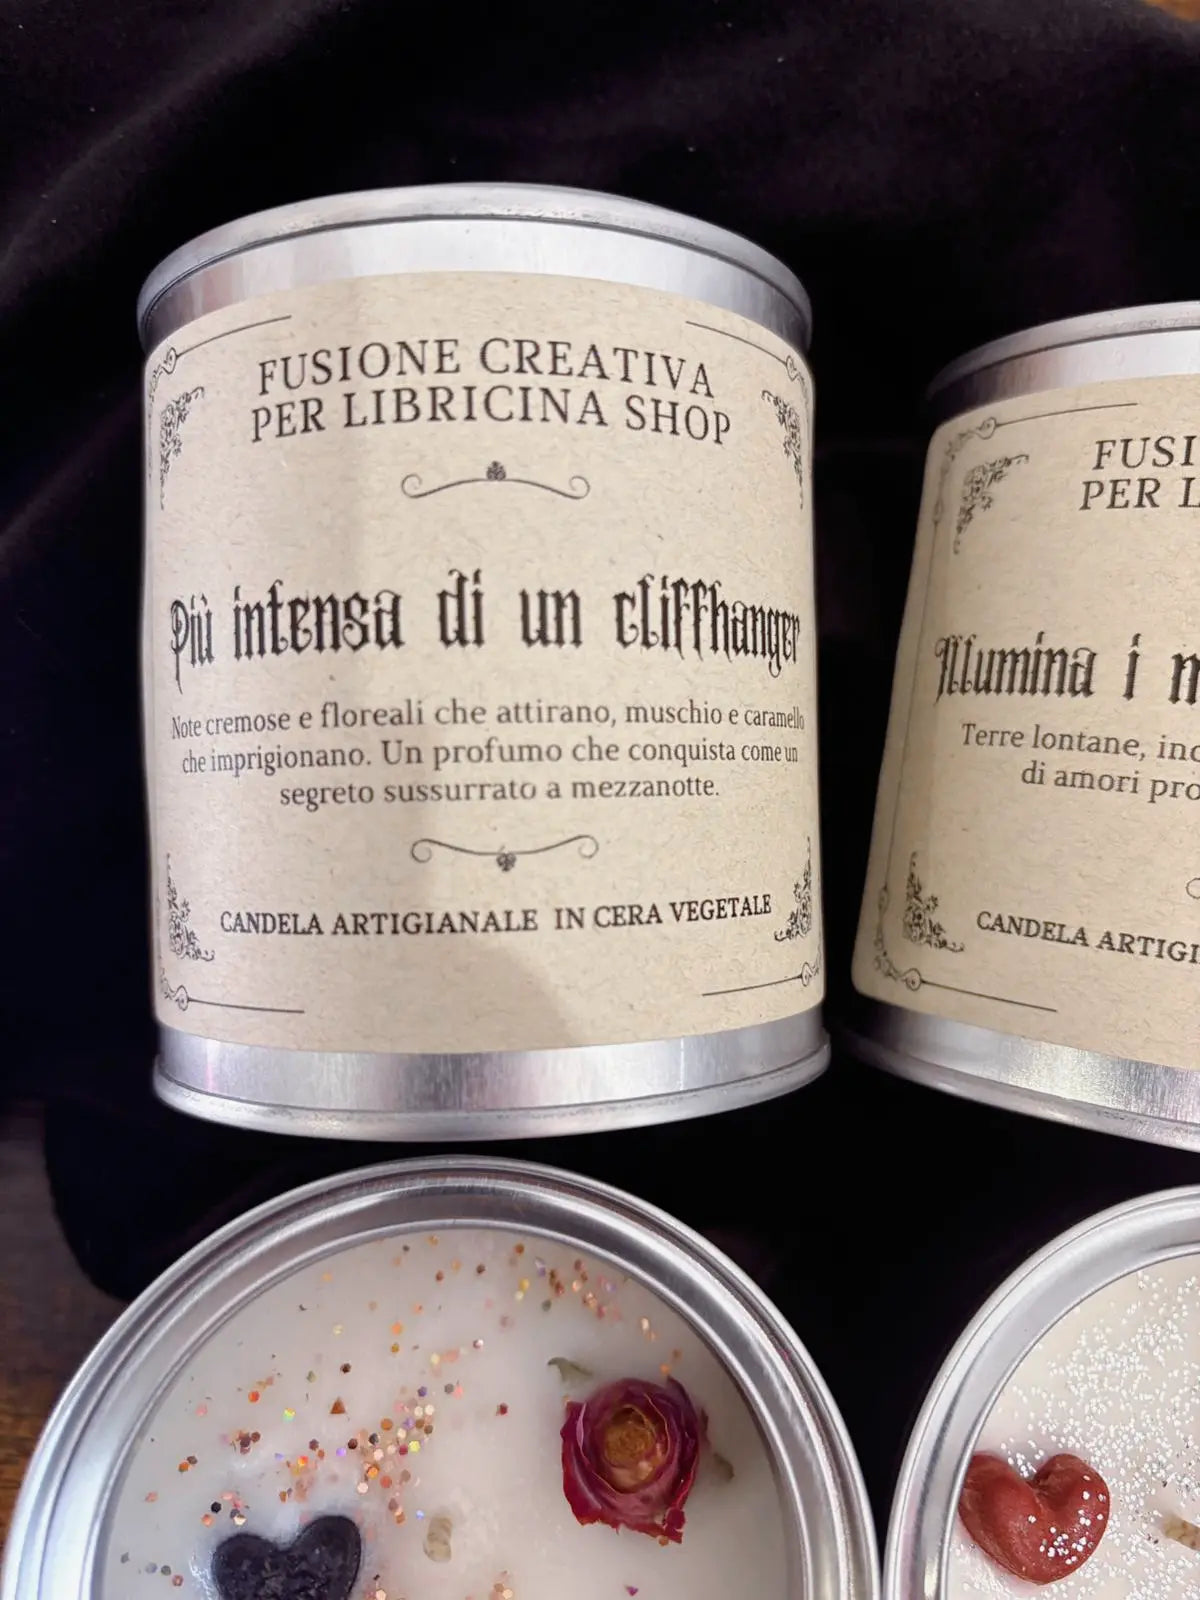 FUSIONE CREATIVA
PER LIBRICINA SHOP
Più intensa di un cliffhanger
Note cremose e floreali che attirano, muschio e caramello
che imprigionano. Un profumo che conquista come un
segreto sussurrato a mezzanotte.
CANDELA ARTIGIANALE IN CERA VEGETALE
FUSI
PER L
Illumina i m
Terre lontane, inc
di amori pro
CANDELA ARTIGI